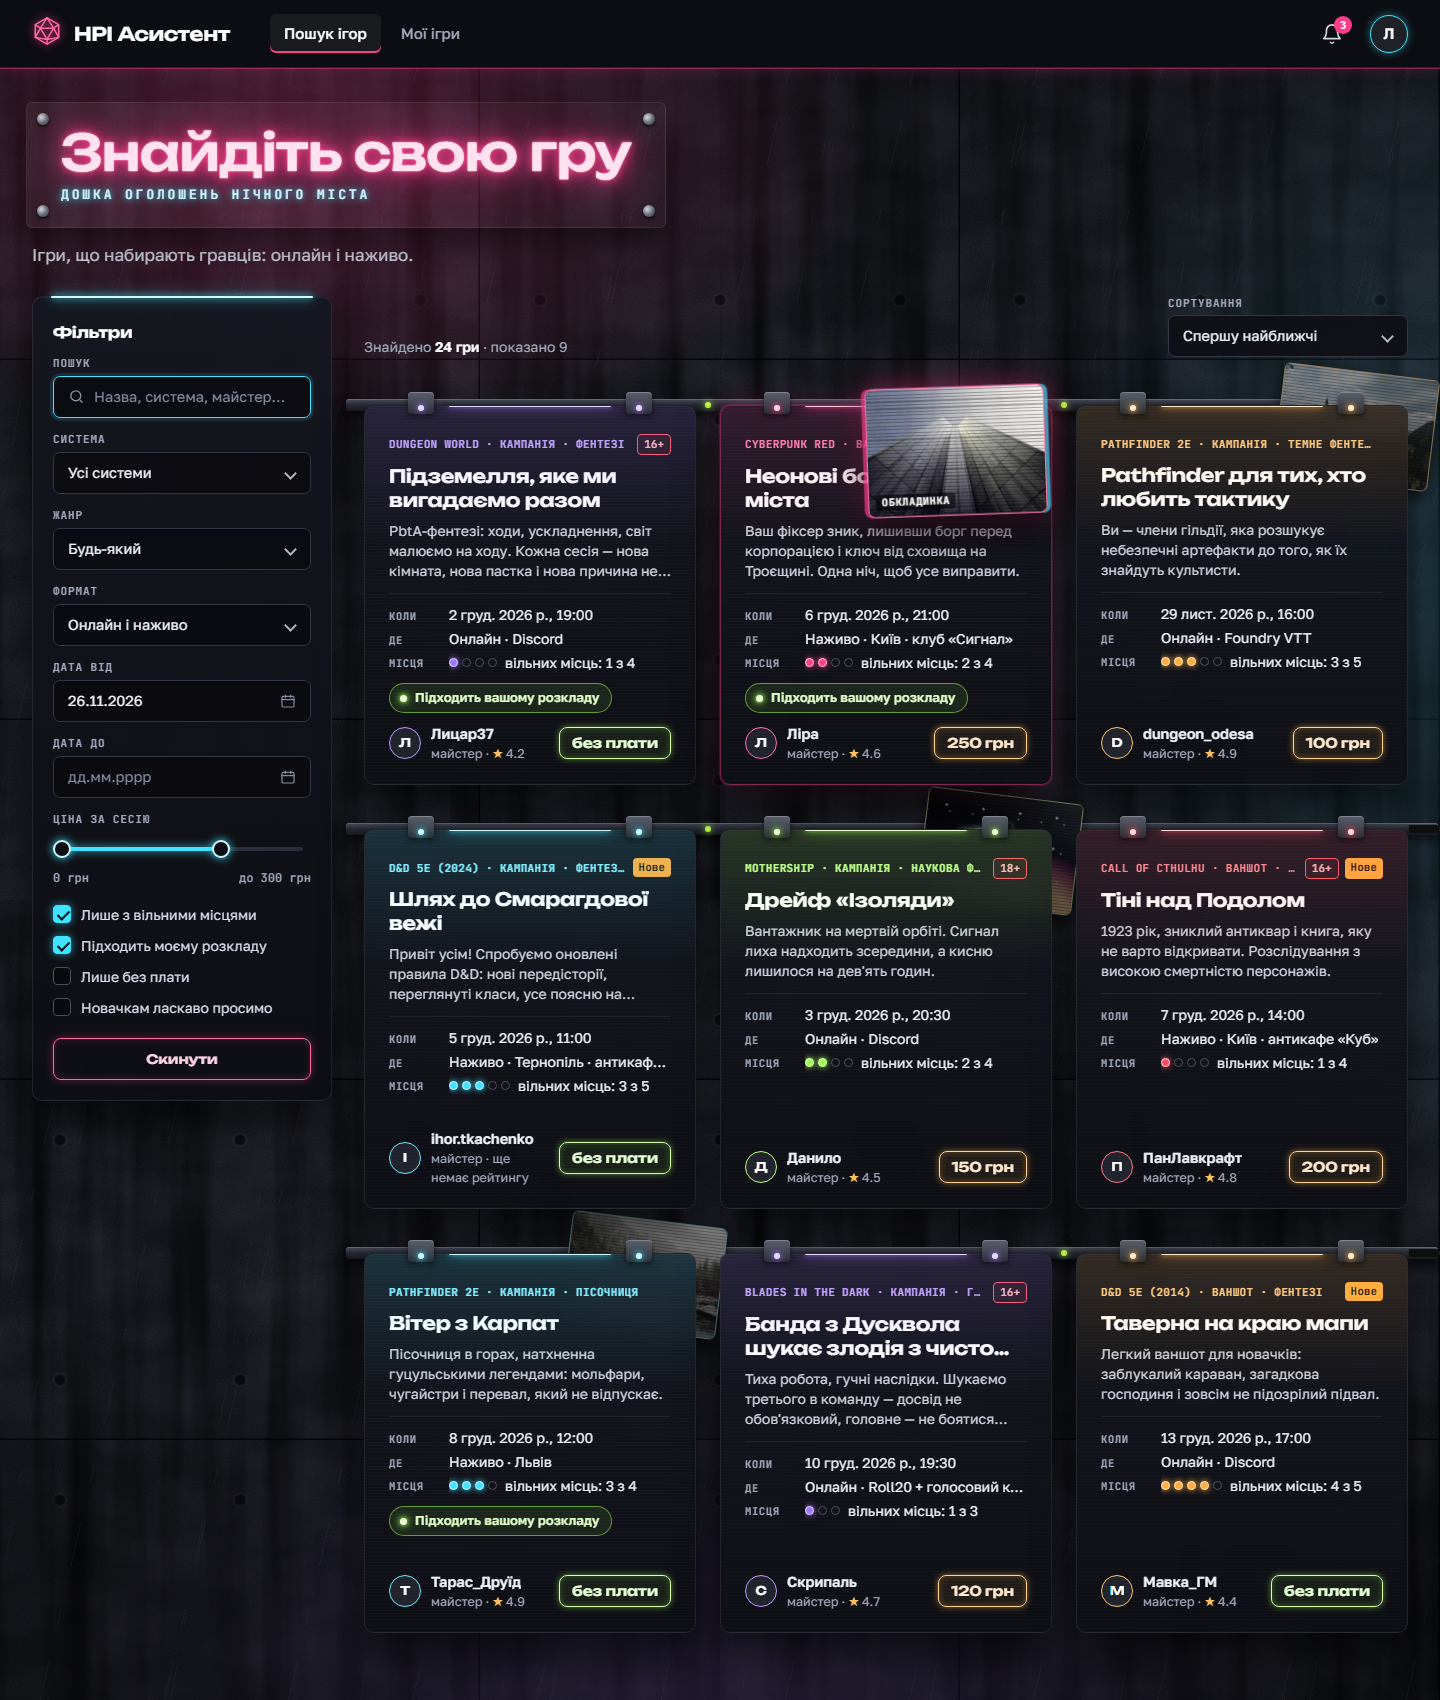 НРІ Асистент
Пошук ігор
Мої ігри
3
Л
Знайдіть свою гру
ДОШКА ОГОЛОШЕНЬ НІЧНОГО МІСТА
Ігри, що набирають гравців: онлайн і наживо.
Фільтри
ПОШУК
Назва, система, майстер...
СИСТЕМА
Усі системи
ЖАНР
Будь-який
ФОРМАТ
Онлайн і наживо
ДАТА ВІД
26.11.2026
ДАТА ДО
дд.мм.рррр
ЦІНА ЗА СЕСІЮ
0 грн
до 300 грн
Лише з вільними місцями
Підходить моєму розкладу
Лише без плати
Новачкам ласкаво просимо
Скинути
Знайдено 24 гри · показано 9
СОРТУВАННЯ
Спершу найближчі
DUNGEON WORLD · КАМПАНІЯ · ФЕНТЕЗІ
16+
Підземелля, яке ми
вигадаємо разом
PbtA-фентезі: ходи, ускладнення, світ
малюємо на ходу. Кожна сесія — нова
кімната, нова пастка і нова причина не...
КОЛИ
2 груд. 2026 р., 19:00
ДЕ
Онлайн · Discord
МІСЦЯ
вільних місць: 1 з 4
Підходить вашому розкладу
Л
Лицар37
майстер · ★ 4.2
без плати
CYBERPUNK RED ·
Неонові
міста
ОБКЛАДИНКА
Ваш фіксер зник, лишивши борг перед
корпорацією і ключ від сховища на
Троєщині. Одна ніч, щоб усе виправити.
КОЛИ
6 груд. 2026 р., 21:00
ДЕ
Наживо · Київ · клуб «Сигнал»
МІСЦЯ
вільних місць: 2 з 4
Підходить вашому розкладу
Л
Ліра
майстер · ★ 4.6
250 грн
PATHFINDER 2E · КАМПАНІЯ · ТЕМНЕ ФЕНТЕ…
Pathfinder для тих, хто
любить тактику
Ви — члени гільдії, яка розшукує
небезпечні артефакти до того, як їх
знайдуть культисти.
КОЛИ
29 лист. 2026 р., 16:00
ДЕ
Онлайн · Foundry VTT
МІСЦЯ
вільних місць: 3 з 5
D
dungeon_odesa
майстер · ★ 4.9
100 грн
D&D 5E (2024) · КАМПАНІЯ · ФЕНТЕЗ…
Нове
Шлях до Смарагдової
вежі
Привіт усім! Спробуємо оновлені
правила D&D: нові передісторії,
переглянуті класи, усе поясню на...
КОЛИ
5 груд. 2026 р., 11:00
ДЕ
Наживо · Тернопіль · антикаф...
МІСЦЯ
вільних місць: 3 з 5
I
ihor.tkachenko
майстер · ще
немає рейтингу
без плати
MOTHERSHIP · КАМПАНІЯ · НАУКОВА Ф…
18+
Дрейф «Ізоляди»
Вантажник на мертвій орбіті. Сигнал
лиха надходить зсередини, а кисню
лишилося на дев'ять годин.
КОЛИ
3 груд. 2026 р., 20:30
ДЕ
Онлайн · Discord
МІСЦЯ
вільних місць: 2 з 4
Д
Данило
майстер · ★ 4.5
150 грн
CALL OF CTHULHU · ВАНШОТ · …
16+
Нове
Тіні над Подолом
1923 рік, зниклий антиквар і книга, яку
не варто відкривати. Розслідування з
високою смертністю персонажів.
КОЛИ
7 груд. 2026 р., 14:00
ДЕ
Наживо · Київ · антикафе «Куб»
МІСЦЯ
вільних місць: 1 з 4
П
ПанЛавкрафт
майстер · ★ 4.8
200 грн
PATHFINDER 2E · КАМПАНІЯ · ПІСОЧНИЦЯ
Вітер з Карпат
Пісочниця в горах, натхненна
гуцульськими легендами: мольфари,
чугайстри і перевал, який не відпускає.
КОЛИ
8 груд. 2026 р., 12:00
ДЕ
Наживо · Львів
МІСЦЯ
вільних місць: 3 з 4
Підходить вашому розкладу
Т
Тарас_Друїд
майстер · ★ 4.9
без плати
BLADES IN THE DARK · КАМПАНІЯ · Г…
16+
Банда з Дусквола
шукає злодія з чисто...
Тиха робота, гучні наслідки. Шукаємо
третього в команду — досвід не
обов'язковий, головне — не боятися...
КОЛИ
10 груд. 2026 р., 19:30
ДЕ
Онлайн · Roll20 + голосовий к...
МІСЦЯ
вільних місць: 1 з 3
С
Скрипаль
майстер · ★ 4.7
120 грн
D&D 5E (2014) · ВАНШОТ · ФЕНТЕЗІ
Нове
Таверна на краю мапи
Легкий ваншот для новачків:
заблукалий караван, загадкова
господиня і зовсім не підозрілий підвал.
КОЛИ
13 груд. 2026 р., 17:00
ДЕ
Онлайн · Discord
МІСЦЯ
вільних місць: 4 з 5
М
Мавка_ГМ
майстер · ★ 4.4
без плати